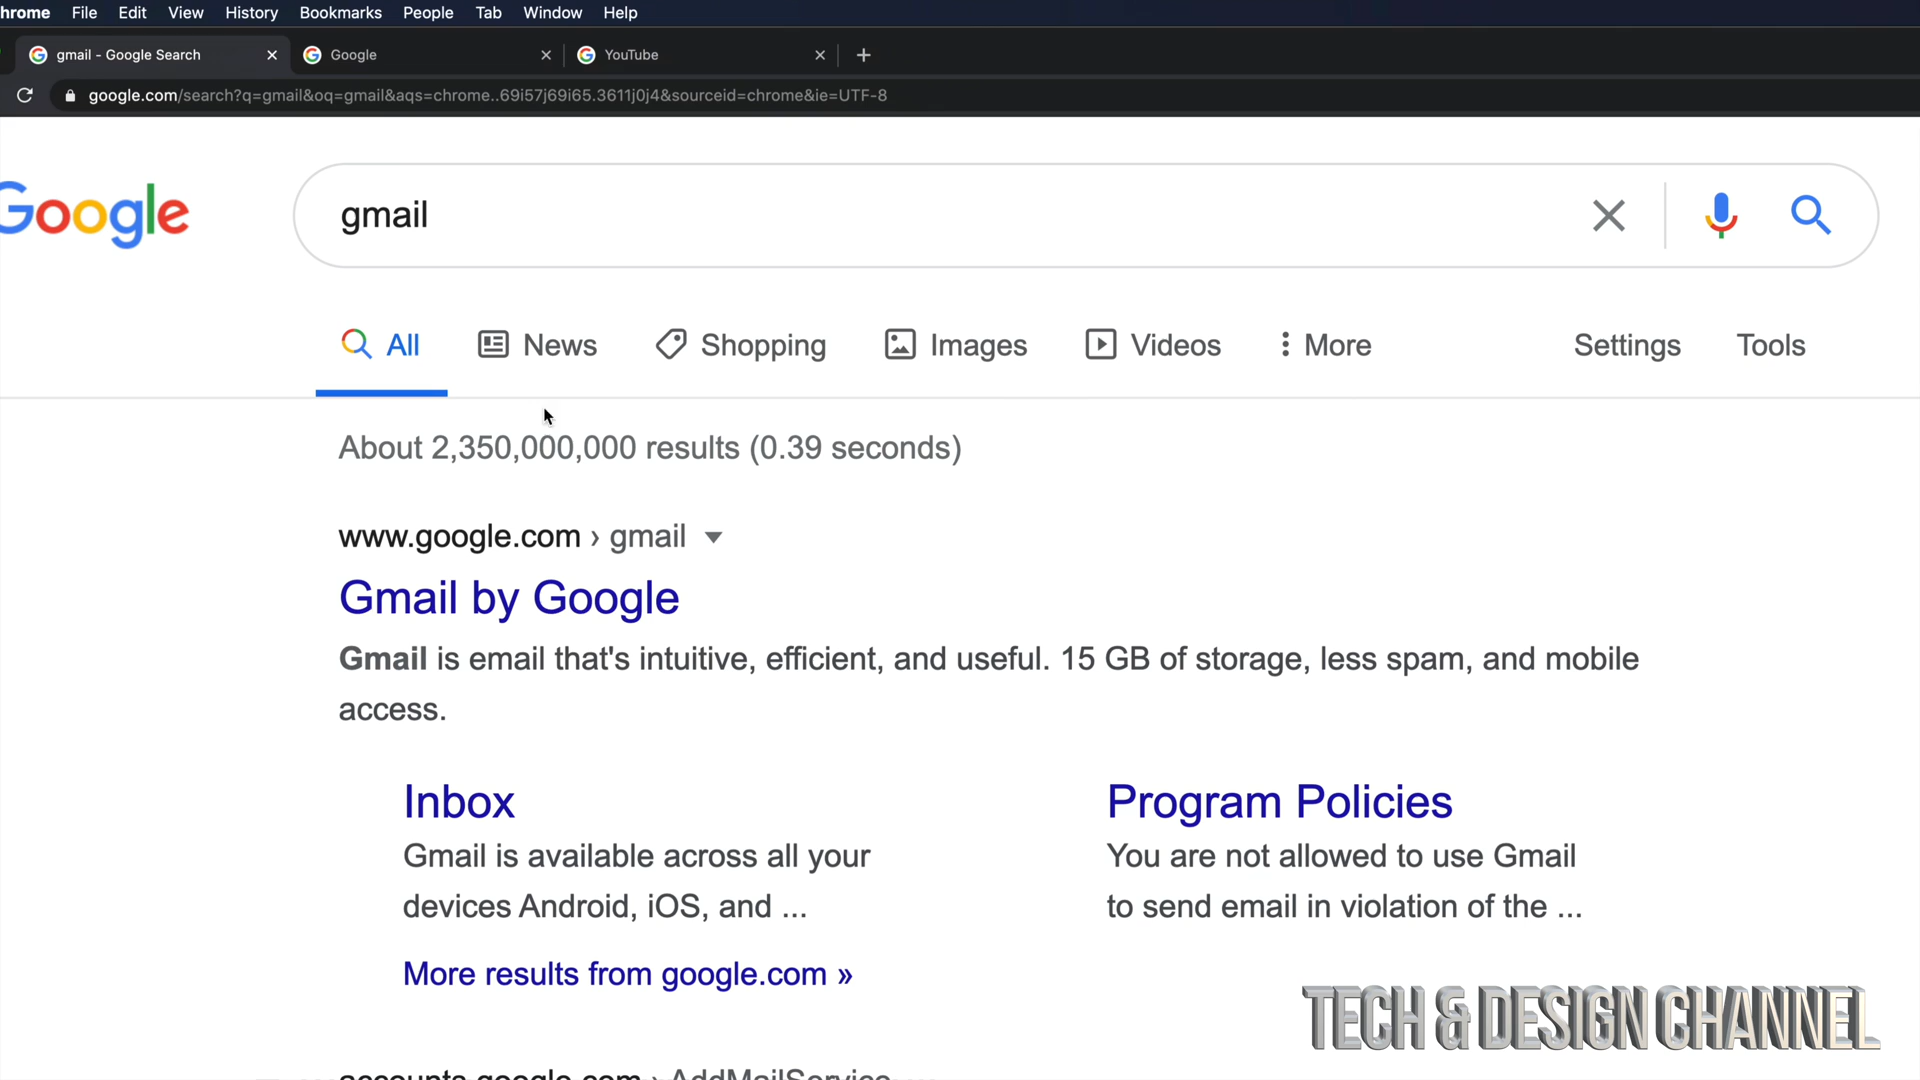 hrome File Edit View History Bookmarks People Tab Window Help
gmail - Google Search Google YouTube
google.com/search?q=gmail&oq=gmail&aqs=chrome..69i57j69i65.3611j0j4&sourceid=chrome&ie=UTF-8
Google gmail
All News Shopping Images Videos More Settings Tools
About 2,350,000,000 results (0.39 seconds)
www.google.com › gmail
Gmail by Google
Gmail is email that's intuitive, efficient, and useful. 15 GB of storage, less spam, and mobile
access.
Inbox
Gmail is available across all your
devices Android, iOS, and ...
Program Policies
You are not allowed to use Gmail
to send email in violation of the ...
More results from google.com »
TECH & DESIGN CHANNEL
accounts.google.com › AddMailService